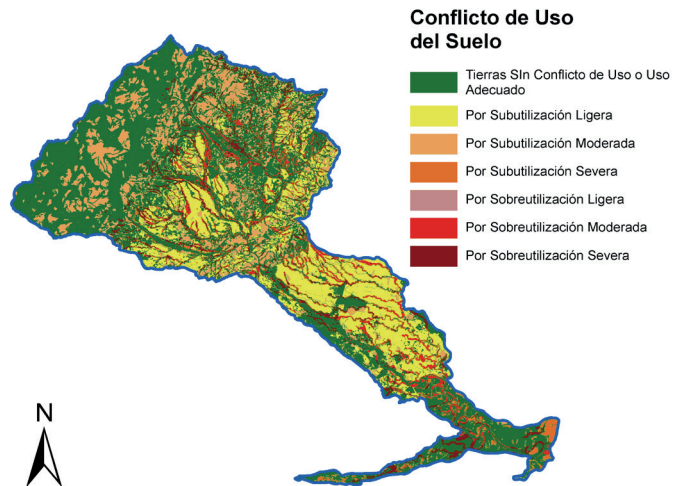 Conflicto de Uso
del Suelo
Tierras SIn Conflicto de Uso o Uso
Adecuado
Por Subutilización Ligera
Por Subutilización Moderada
Por Subutilización Severa
Por Sobreutilización Ligera
Por Sobreutilización Moderada
Por Sobreutilización Severa
N